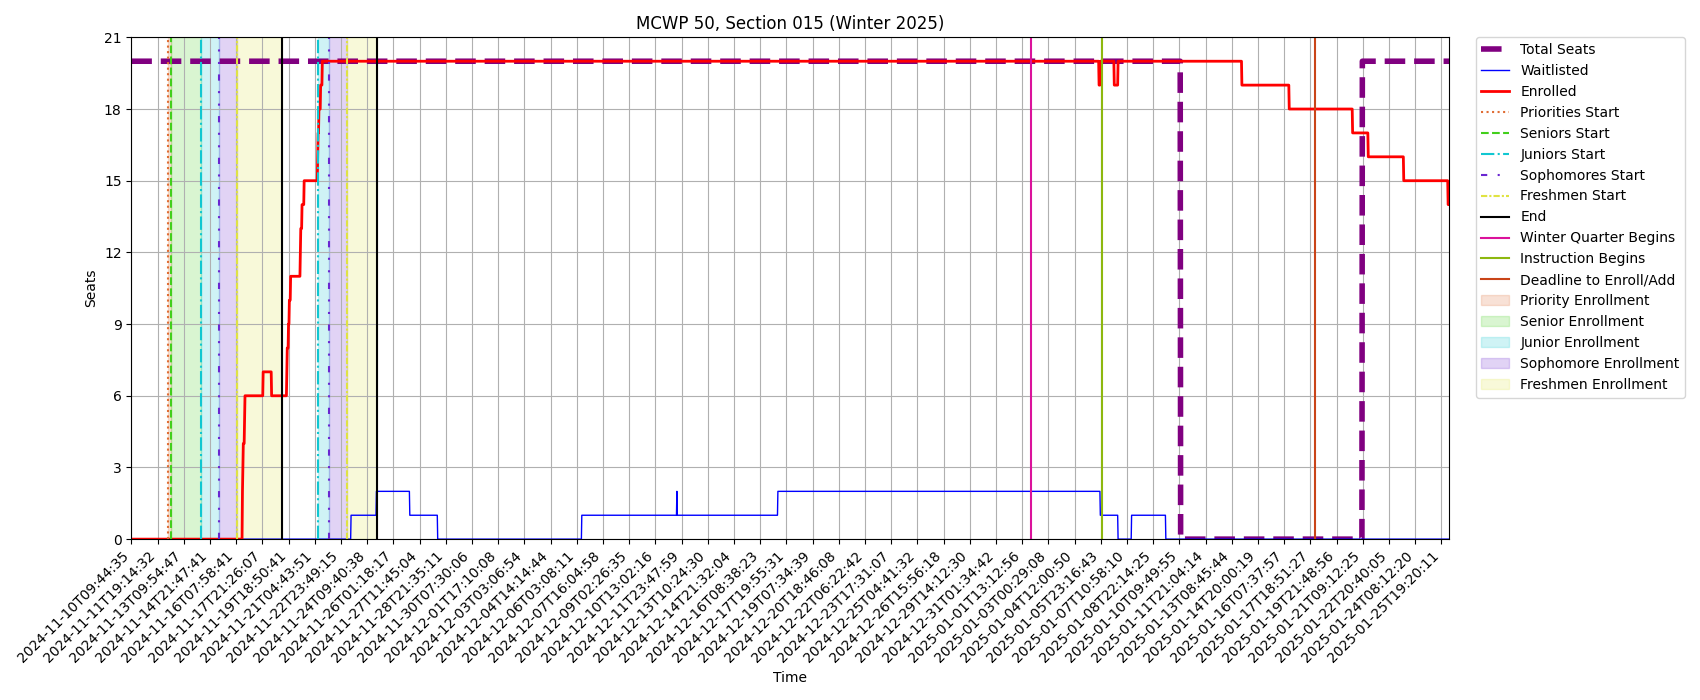 MCWP 50, Section 015 (Winter 2025)
21
18
15
12
9
6
3
0
Seats
2024-11-10T09:44:35
2024-11-11T19:14:32
2024-11-13T09:54:47
2024-11-14T21:47:41
2024-11-16T07:58:41
2024-11-17T21:26:07
2024-11-19T18:50:41
2024-11-21T04:43:51
2024-11-22T23:49:15
2024-11-24T09:40:38
2024-11-26T01:18:17
2024-11-27T11:45:04
2024-11-28T21:35:11
2024-11-30T07:30:06
2024-12-01T17:10:08
2024-12-03T03:06:54
2024-12-04T14:14:44
2024-12-06T03:08:11
2024-12-07T16:04:58
2024-12-09T02:26:35
2024-12-10T13:02:16
2024-12-11T23:47:59
2024-12-13T10:24:30
2024-12-14T21:32:04
2024-12-16T08:38:23
2024-12-17T19:55:31
2024-12-19T07:34:39
2024-12-20T18:46:08
2024-12-22T06:22:42
2024-12-23T17:31:07
2024-12-25T04:41:32
2024-12-26T15:56:18
2024-12-29T14:12:30
2024-12-31T01:34:42
2025-01-01T13:12:56
2025-01-03T00:29:08
2025-01-04T12:00:50
2025-01-05T23:16:43
2025-01-07T10:58:10
2025-01-08T22:14:25
2025-01-10T09:49:55
2025-01-11T21:04:14
2025-01-13T08:45:44
2025-01-14T20:00:19
2025-01-16T07:37:57
2025-01-17T18:51:27
2025-01-19T21:48:56
2025-01-21T09:12:25
2025-01-22T20:40:05
2025-01-24T08:12:20
2025-01-25T19:20:11
Time
Total Seats
Waitlisted
Enrolled
Priorities Start
Seniors Start
Juniors Start
Sophomores Start
Freshmen Start
End
Winter Quarter Begins
Instruction Begins
Deadline to Enroll/Add
Priority Enrollment
Senior Enrollment
Junior Enrollment
Sophomore Enrollment
Freshmen Enrollment